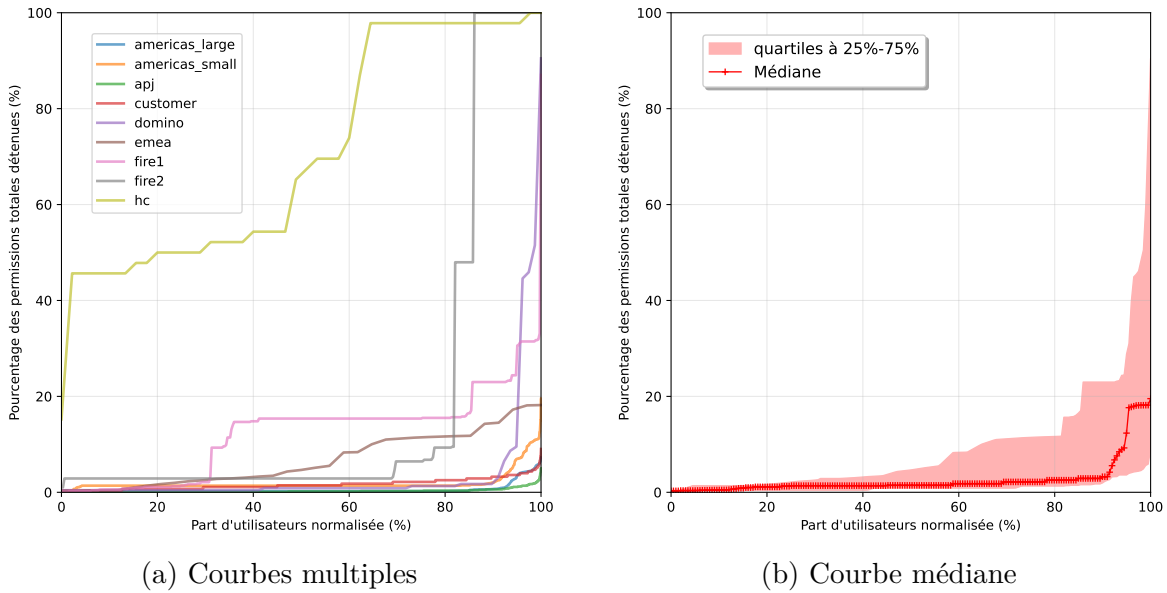 Pourcentage des permissions totales détenues (%)
100
80
60
40
20
0
americas_large
americas_small
apj
customer
domino
emea
fire1
fire2
hc
0 20 40 60 80 100
Part d'utilisateurs normalisée (%)
(a) Courbes multiples
Pourcentage des permissions totales détenues (%)
100
80
60
40
20
0
quartiles à 25%-75%
Médiane
0 20 40 60 80 100
Part d'utilisateurs normalisée (%)
(b) Courbe médiane